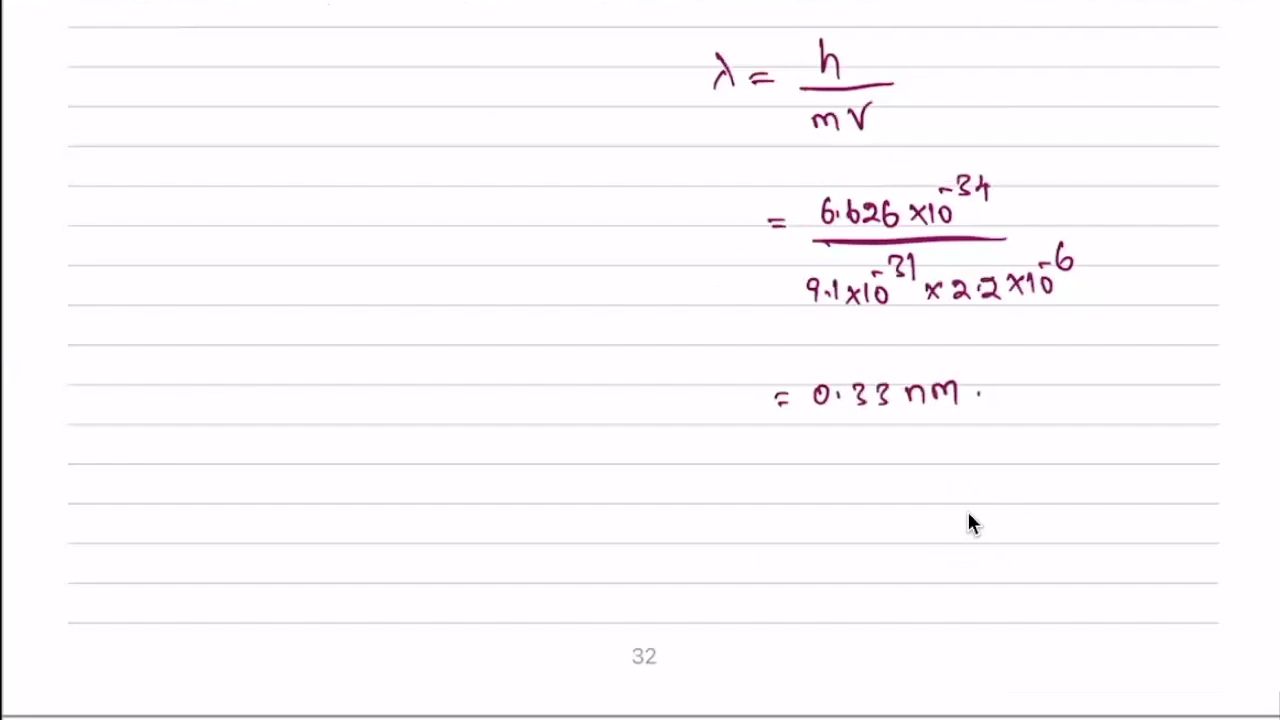 λ = h / mv
= 6.626 ×10⁻³⁴ / 9.1×10⁻³¹ × 2.2 ×10⁻⁶
= 0.33 nm.
32